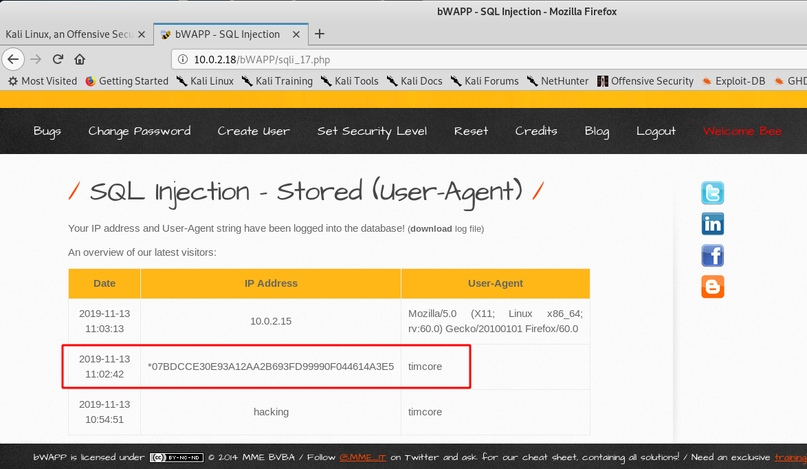 bWAPP - SQL Injection - Mozilla Firefox
Kali Linux, an Offensive Secu
bWAPP - SQL Injection
10.0.2.18/bWAPP/sqli_17.php
Most Visited Getting Started Kali Linux Kali Training Kali Tools Kali Docs Kali Forums NetHunter Offensive Security Exploit-DB GHD
Bugs Change Password Create User Set Security Level Reset Credits Blog Logout Welcome Bee
/ SQL Injection - Stored (User-Agent) /
Your IP address and User-Agent string have been logged into the database! (download log file)
An overview of our latest visitors:
Date IP Address User-Agent
2019-11-13 11:03:13 10.0.2.15 Mozilla/5.0 (X11; Linux x86_64;
rv:60.0) Gecko/20100101 Firefox/60.0
2019-11-13 11:02:42 *07BDCCE30E93A12AA2B693FD99990F044614A3E5 timcore
2019-11-13 10:54:51 hacking timcore
bWAPP is licensed under CC BY-NC-ND © 2014 MME BVBA / Follow @MME_IT on Twitter and ask for our cheat sheet, containing all solutions! / Need an exclusive training